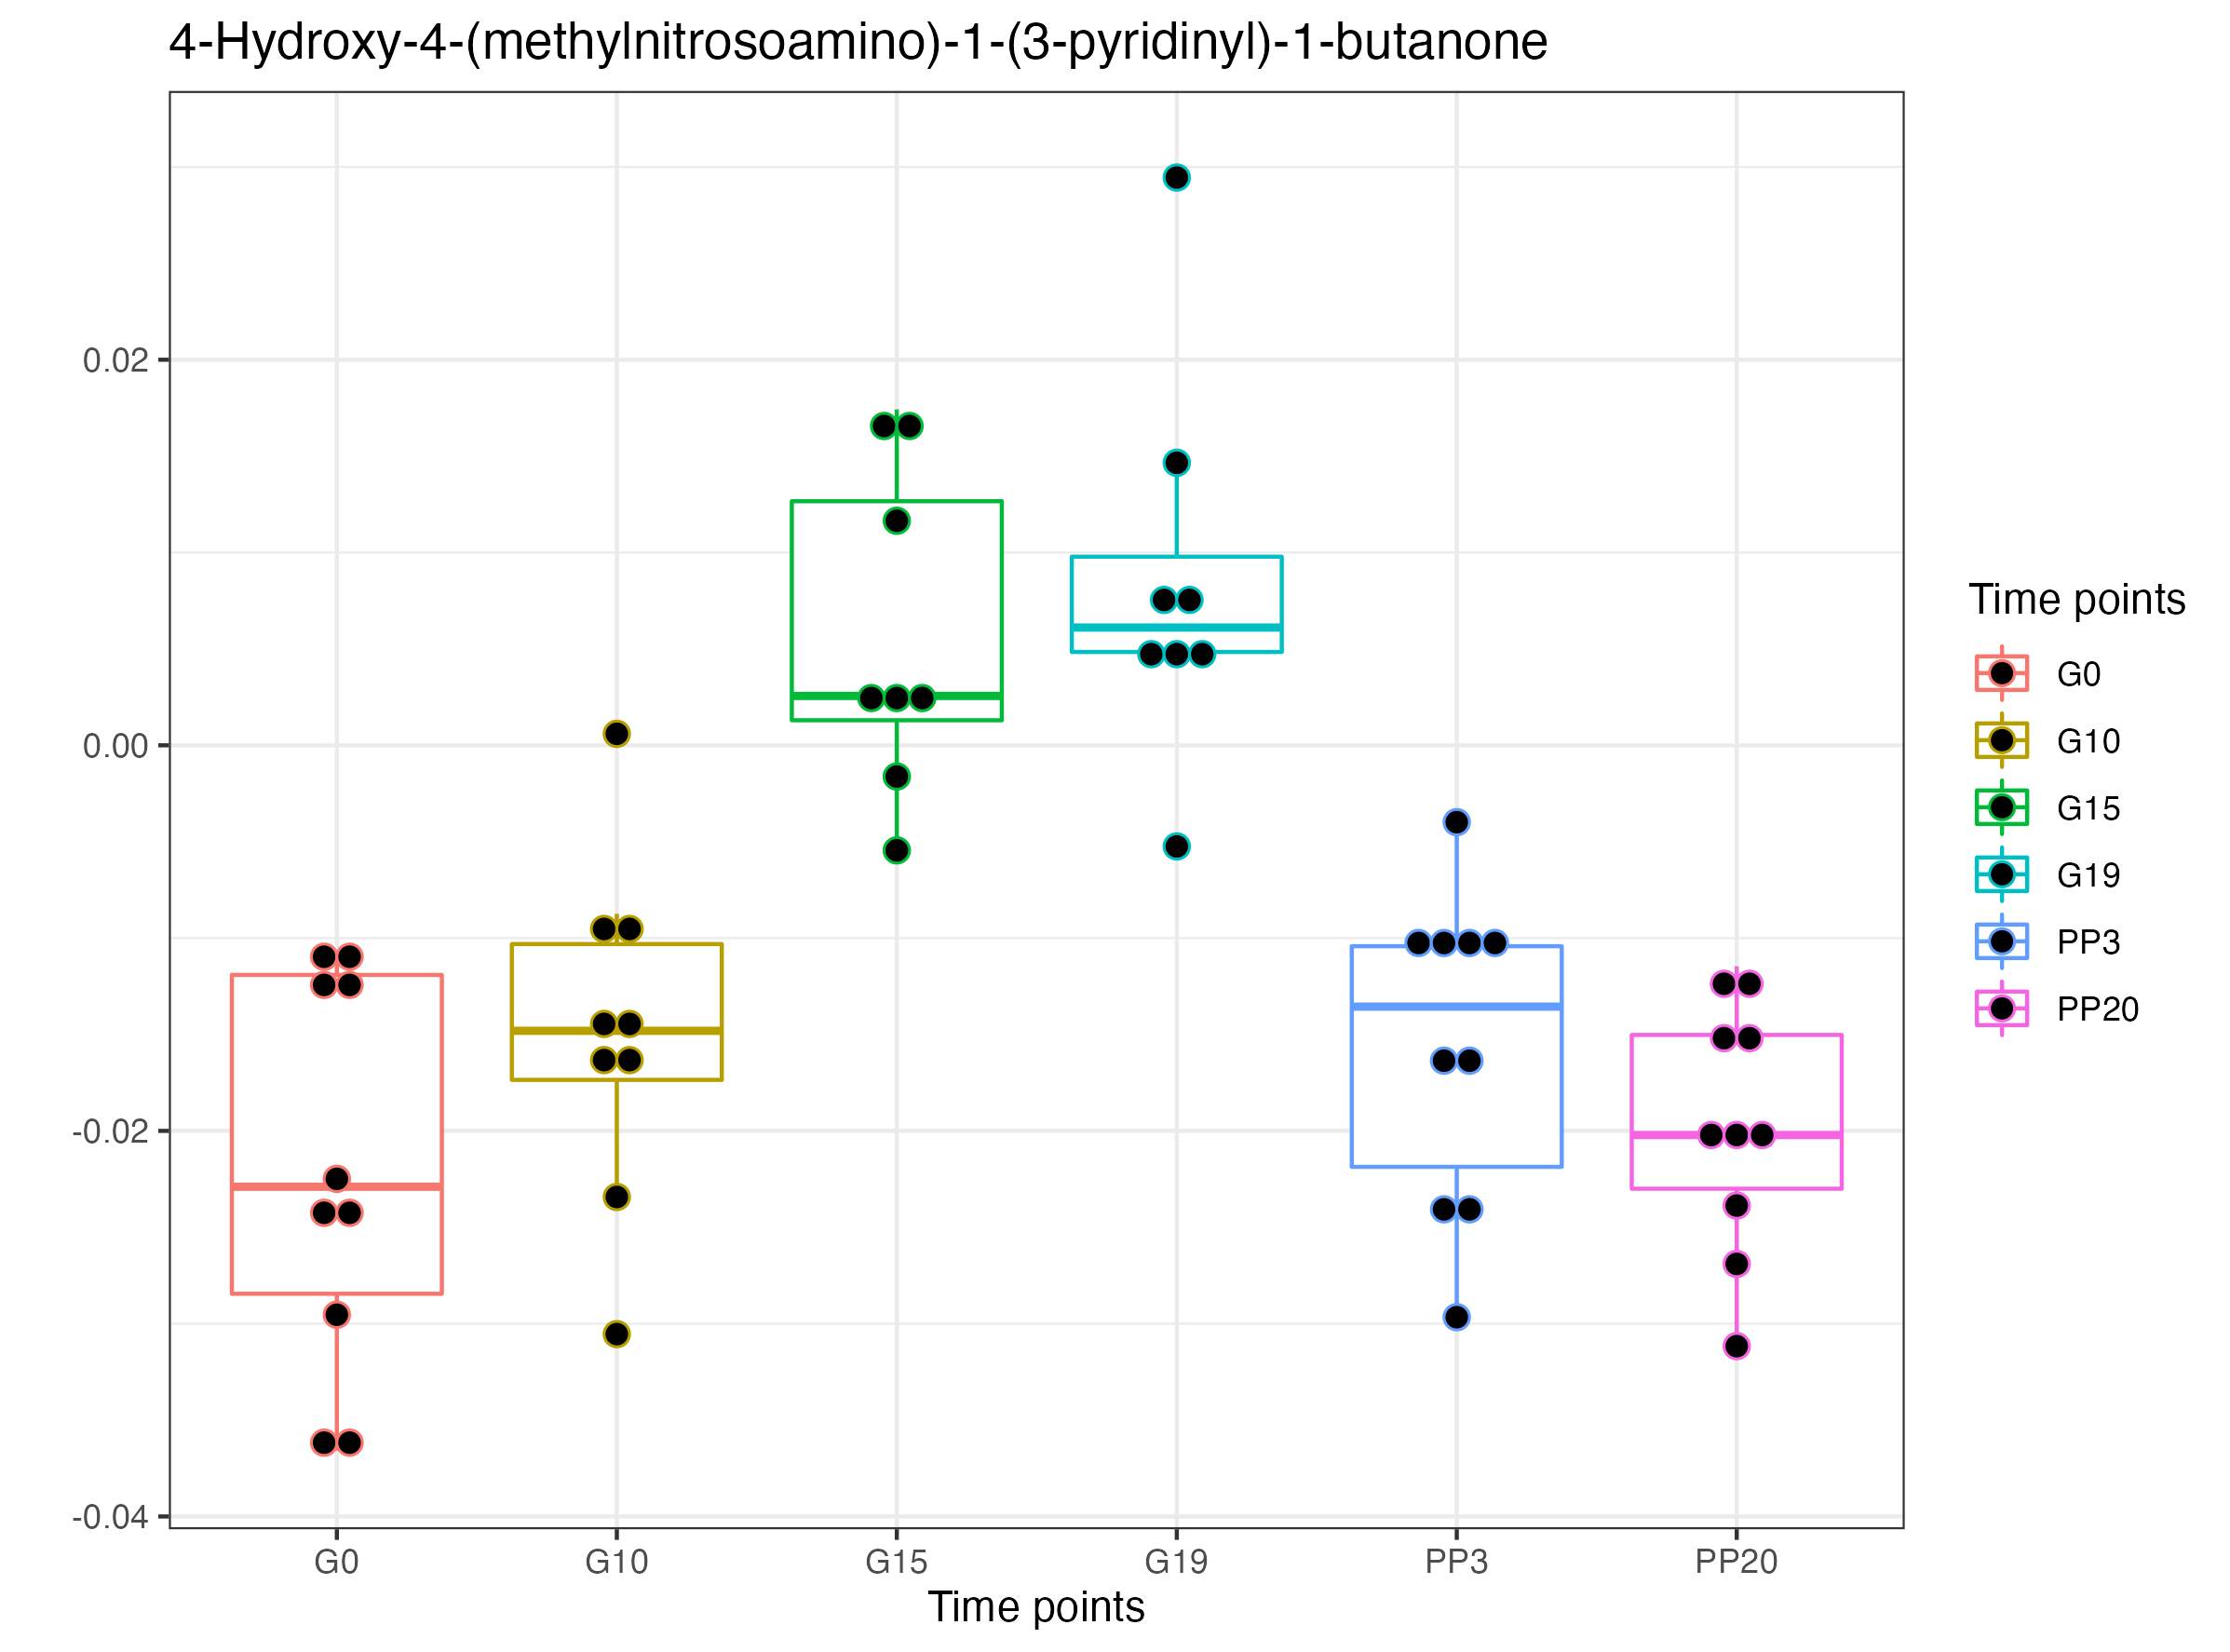 4-Hydroxy-4-(methylnitrosoamino)-1-(3-pyridinyl)-1-butanone
0.02
0.00
-0.02
-0.04
G0 G10 G15 G19 PP3 PP20
Time points
Time points
G0
G10
G15
G19
PP3
PP20